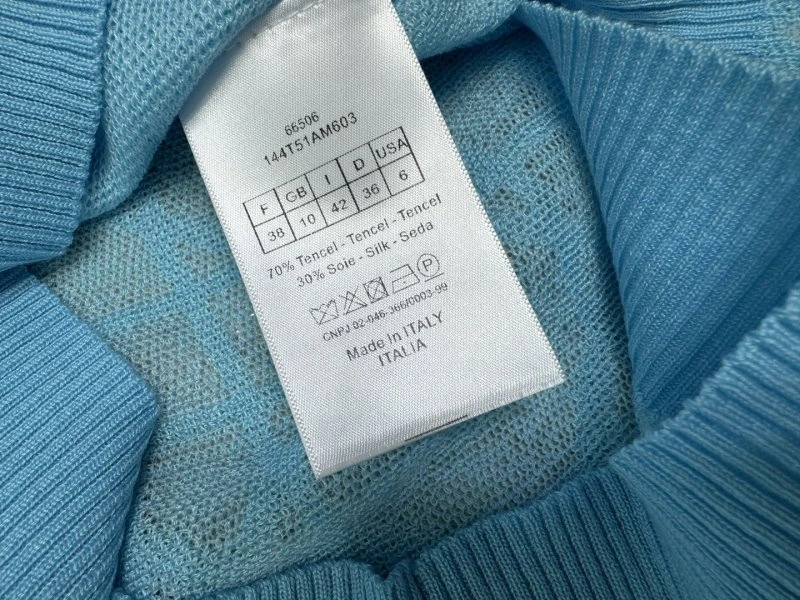 66506
144T51AM603
F GB I D USA
38 10 42 36 6
70% Tencel - Tencel - Tencel
30% Soie - Silk - Seda
P
CNPJ 02-046-366/0003-99
Made In ITALY
ITALIA